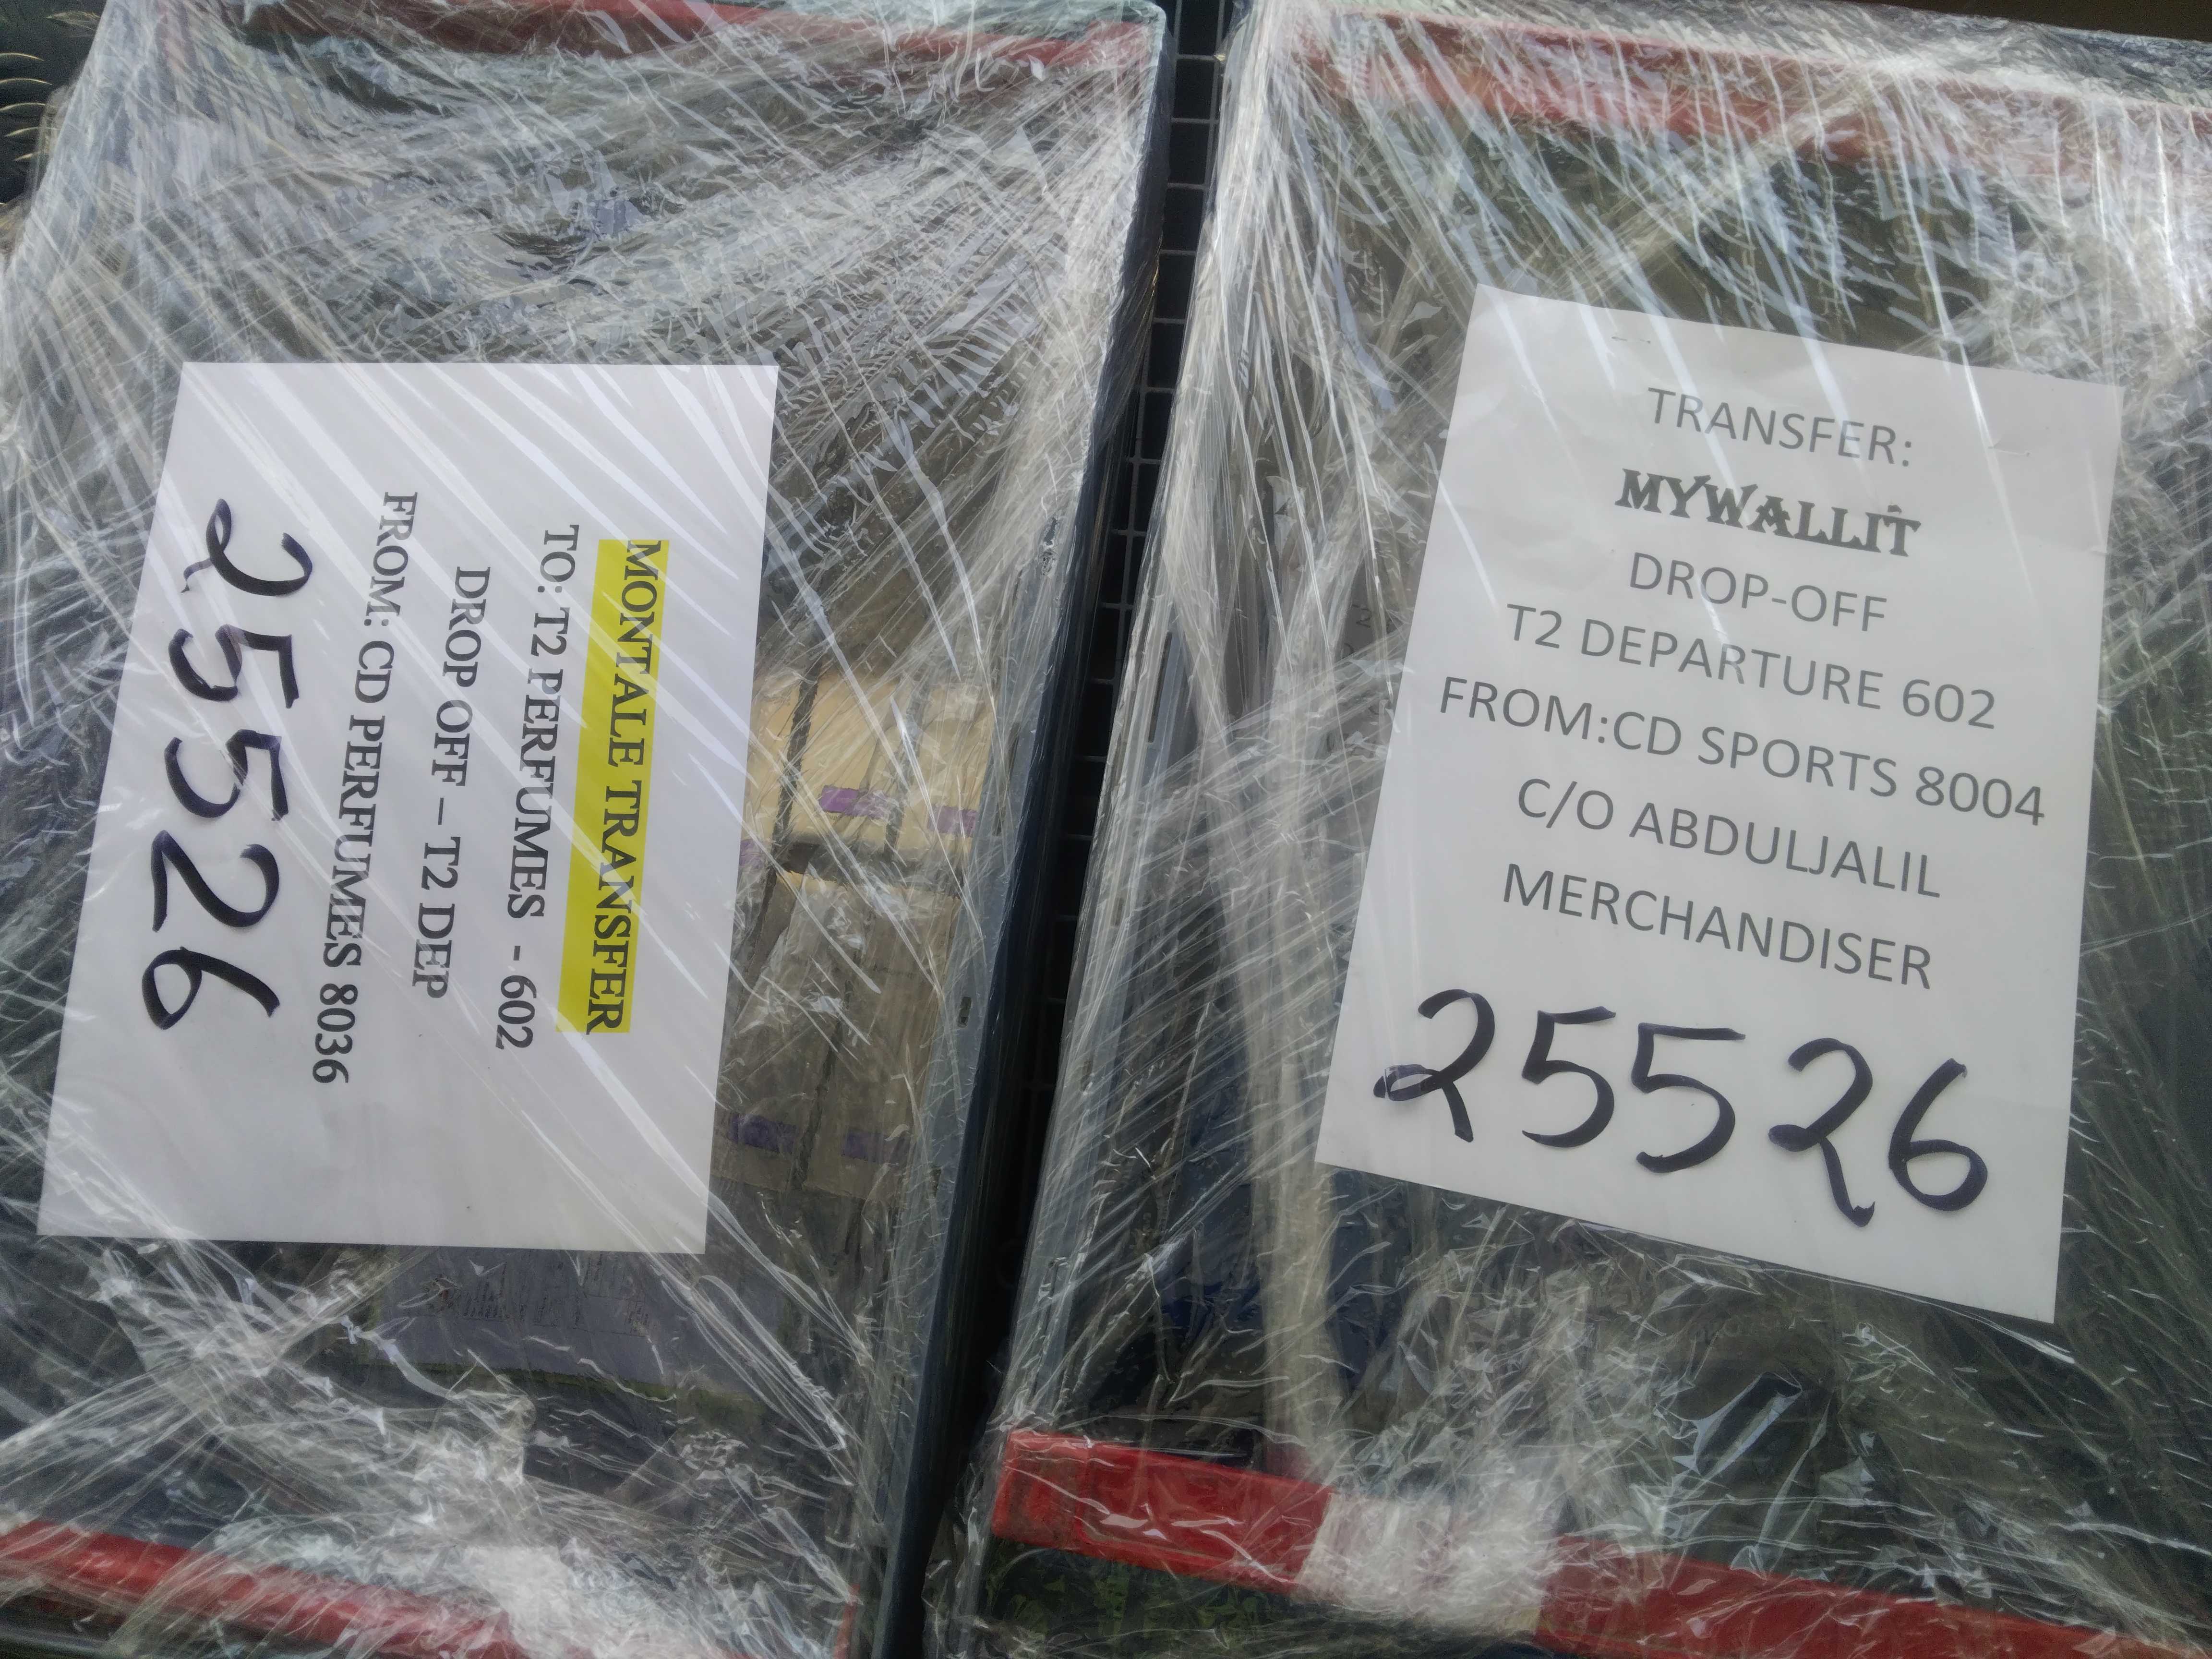 MONTALE TRANSFER
TO: T2 PERFUMES - 602
DROP OFF – T2 DEP
FROM: CD PERFUMES 8036
25526
TRANSFER:
MYWALLIT
DROP-OFF
T2 DEPARTURE 602
FROM:CD SPORTS 8004
C/O ABDULJALIL
MERCHANDISER
25526